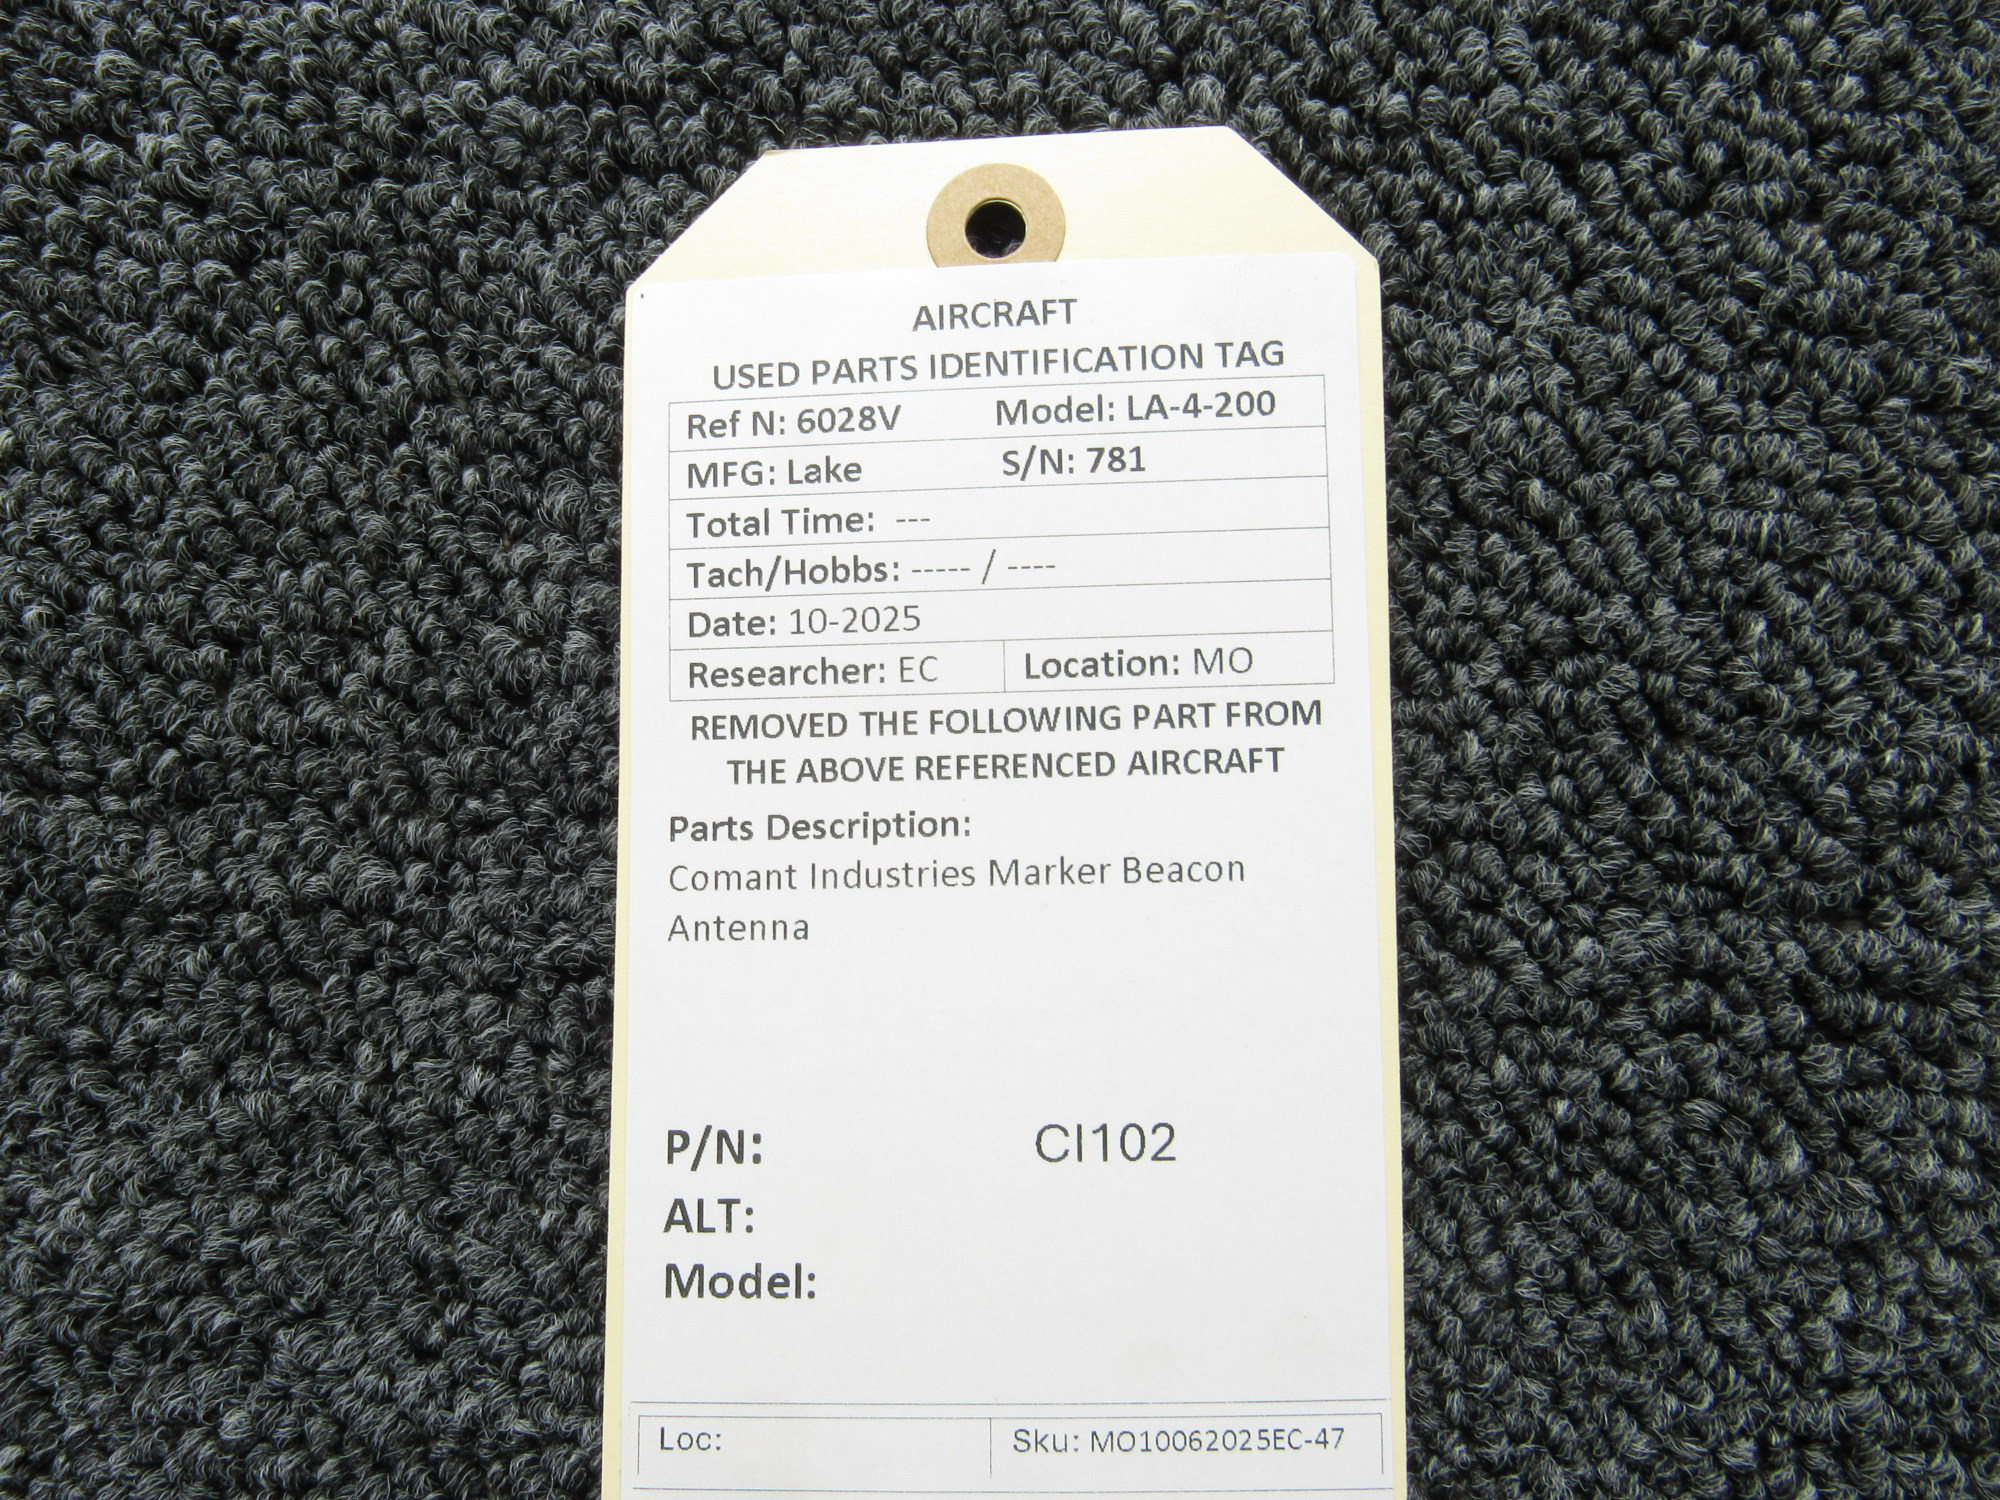 AIRCRAFT
USED PARTS IDENTIFICATION TAG
Ref N: 6028V Model: LA-4-200
MFG: Lake S/N: 781
Total Time: ---
Tach/Hobbs: ----- / ----
Date: 10-2025
Researcher: EC Location: MO
REMOVED THE FOLLOWING PART FROM
THE ABOVE REFERENCED AIRCRAFT
Parts Description:
Comant Industries Marker Beacon
Antenna
P/N: CI102
ALT:
Model:
Loc: Sku: MO10062025EC-47